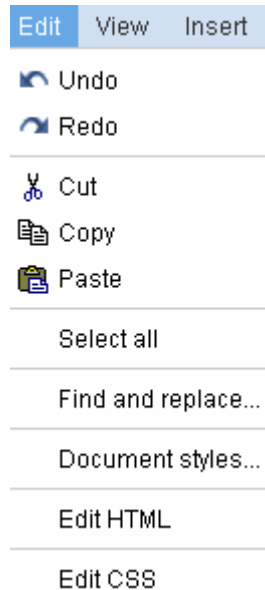 Edit View Insert
Undo
Redo
Cut
Copy
Paste
Select all
Find and replace...
Document styles...
Edit HTML
Edit CSS